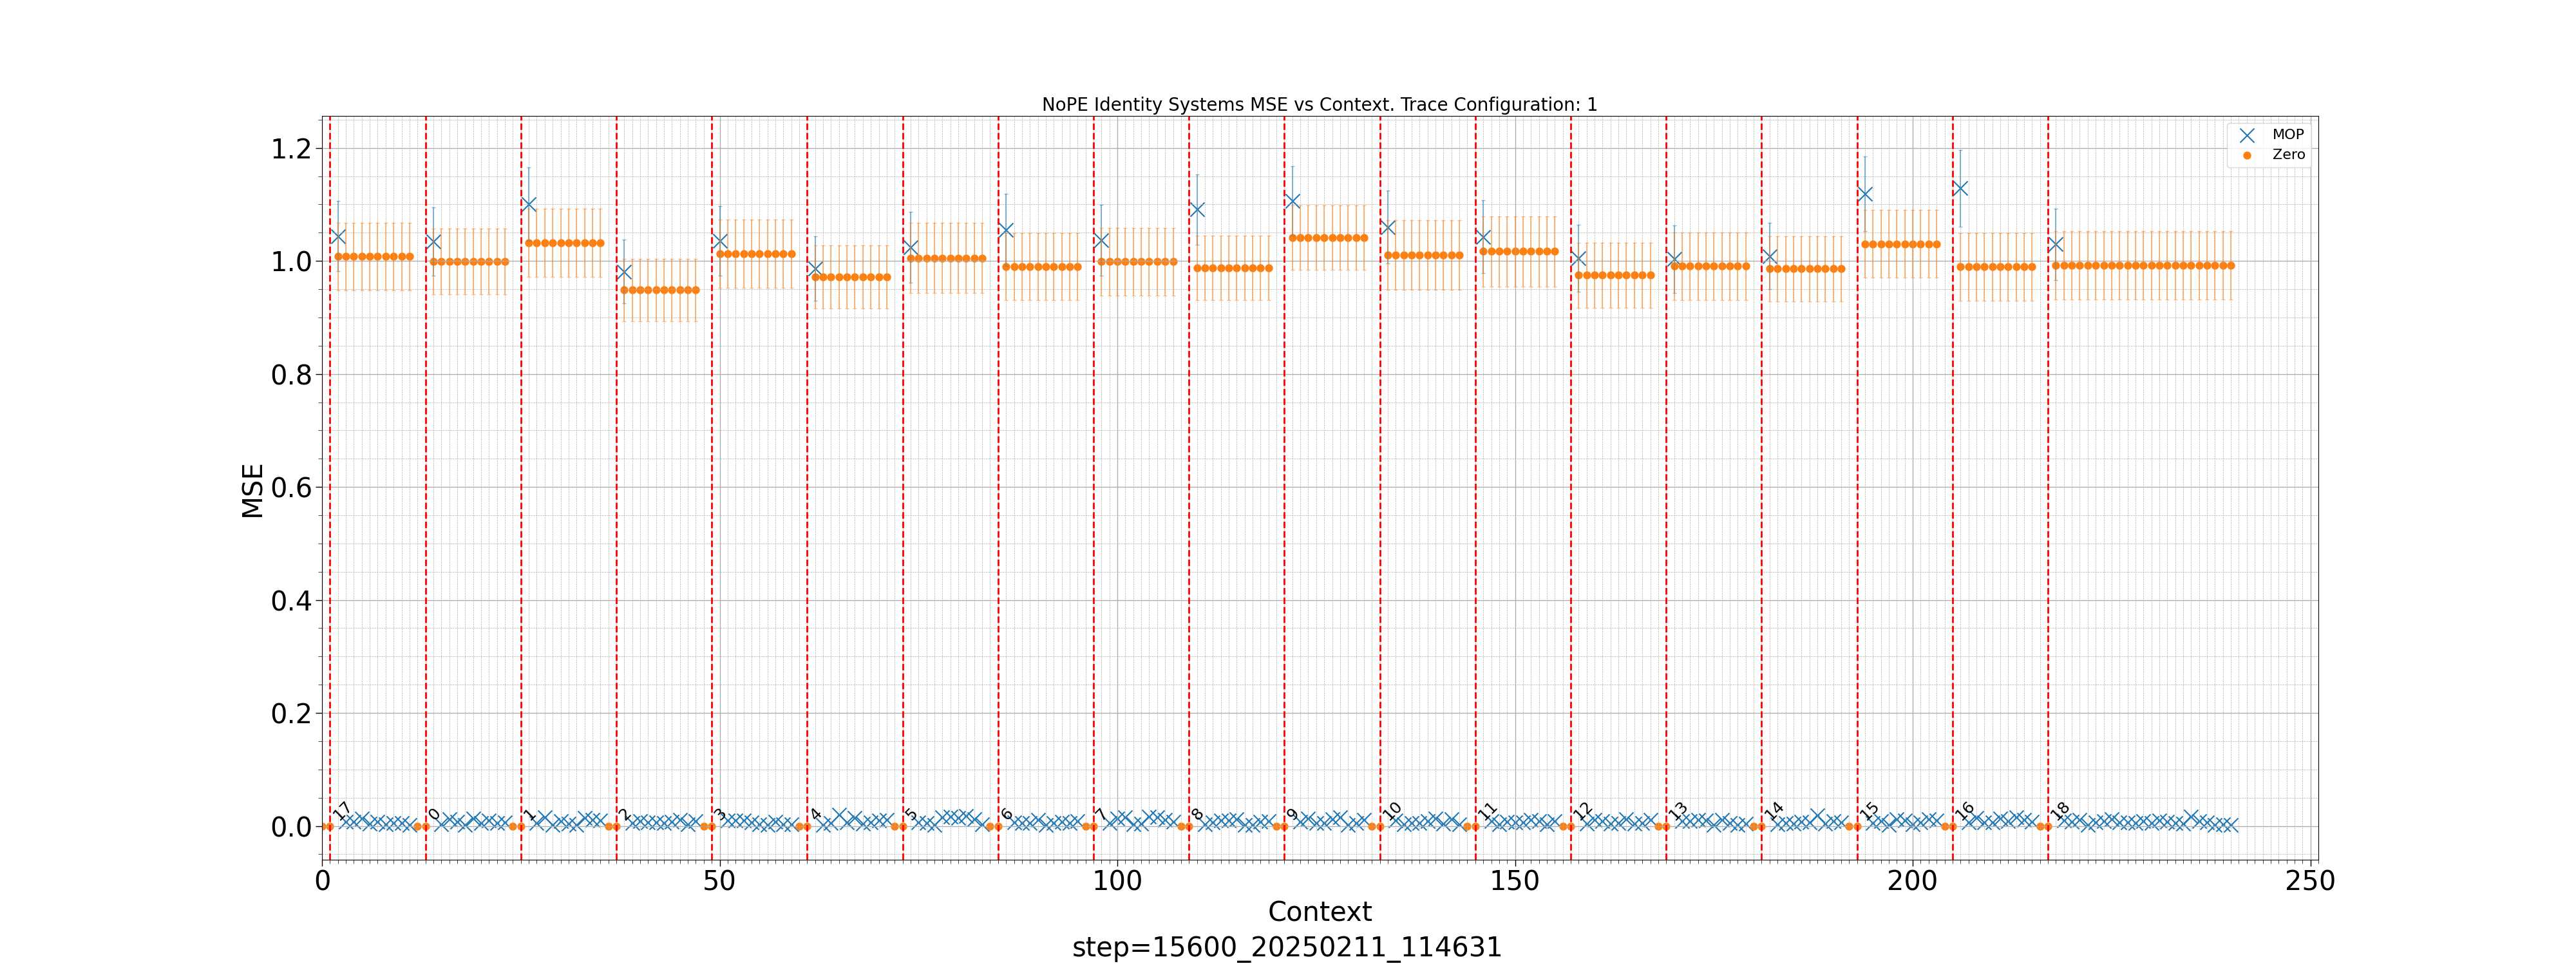 NoPE Identity Systems MSE vs Context. Trace Configuration: 1
MOP
Zero
1.2
1.0
0.8
0.6
0.4
0.2
0.0
MSE
17 0 1 2 3 4 5 6 7 8 9 10 11 12 13 14 15 16 18
0 50 100 150 200 250
Context
step=15600_20250211_114631